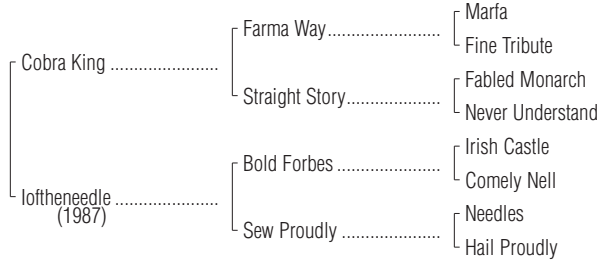 Marfa
Farma Way
Fine Tribute
Cobra King
Fabled Monarch
Straight Story
Never Understand
Irish Castle
Bold Forbes
Comely Nell
Ioftheneedle
(1987)
Needles
Sew Proudly
Hail Proudly